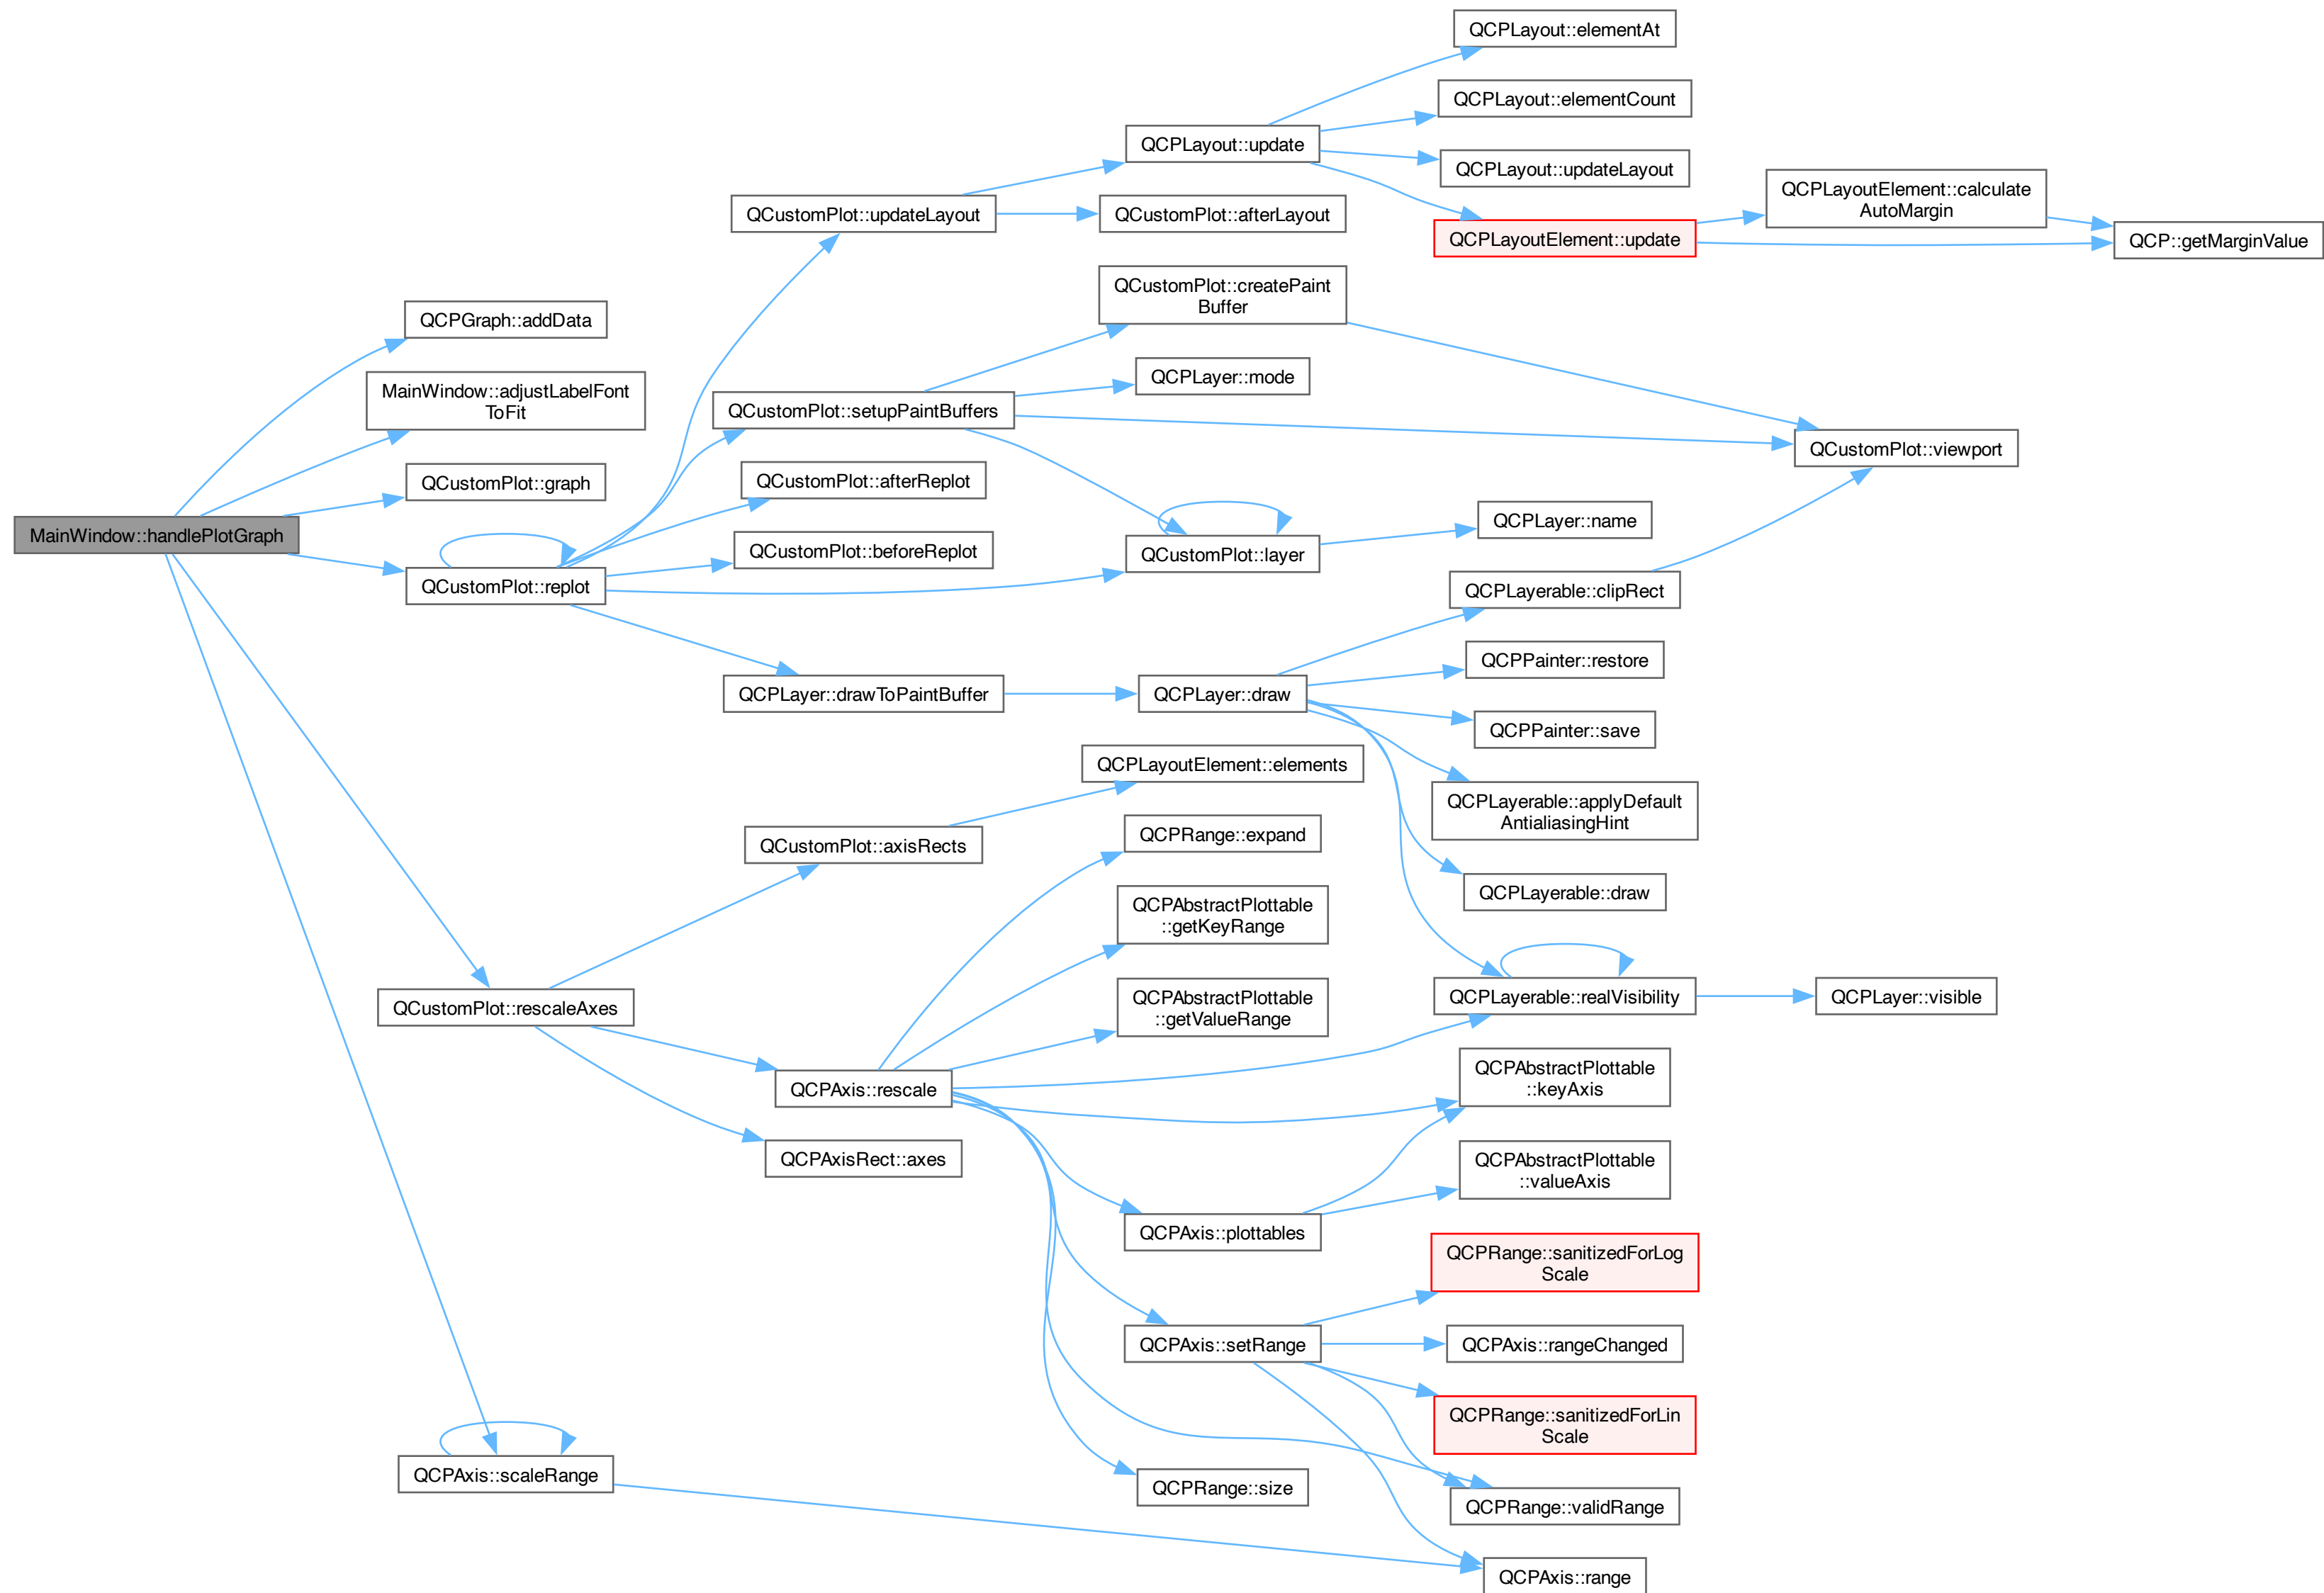 QCPLayout::elementAt
QCPLayout::elementCount
QCPLayout::update
QCPLayout::updateLayout
QCPLayoutElement::calculate
AutoMargin
QCustomPlot::updateLayout
QCustomPlot::afterLayout
QCPLayoutElement::update
QCP::getMarginValue
QCustomPlot::createPaint
Buffer
QCPGraph::addData
QCPLayer::mode
MainWindow::adjustLabelFont
ToFit
QCustomPlot::setupPaintBuffers
QCustomPlot::viewport
QCustomPlot::graph
QCustomPlot::afterReplot
QCPLayer::name
MainWindow::handlePlotGraph
QCustomPlot::beforeReplot
QCustomPlot::layer
QCustomPlot::replot
QCPLayerable::clipRect
QCPPainter::restore
QCPLayer::drawToPaintBuffer
QCPLayer::draw
QCPPainter::save
QCPLayoutElement::elements
QCPLayerable::applyDefault
AntialiasingHint
QCPRange::expand
QCustomPlot::axisRects
QCPLayerable::draw
QCPAbstractPlottable
::getKeyRange
QCPLayerable::realVisibility
QCPLayer::visible
QCustomPlot::rescaleAxes
QCPAbstractPlottable
::getValueRange
QCPAbstractPlottable
::keyAxis
QCPAxis::rescale
QCPAxisRect::axes
QCPAbstractPlottable
::valueAxis
QCPAxis::plottables
QCPRange::sanitizedForLog
Scale
QCPAxis::setRange
QCPAxis::rangeChanged
QCPRange::sanitizedForLin
Scale
QCPAxis::scaleRange
QCPRange::size
QCPRange::validRange
QCPAxis::range